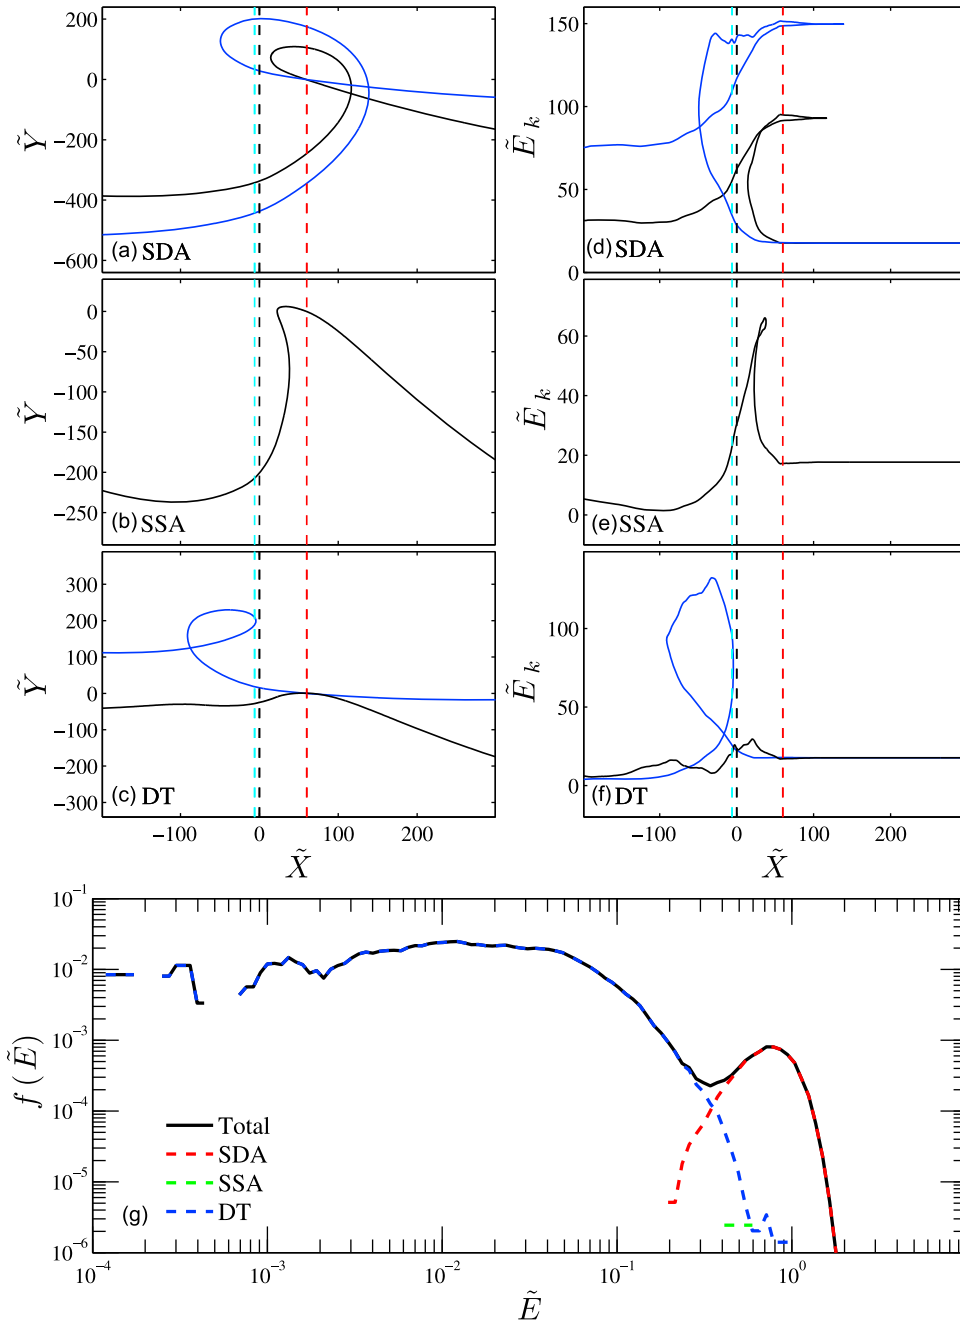 200
0
−200
−400
−600
Ỹ
(a) SDA
150
100
50
0
Ẽ k
(d) SDA
0
−50
−100
−150
−200
−250
Ỹ
(b) SSA
60
40
20
0
Ẽ k
(e) SSA
300
200
100
0
−100
−200
−300
Ỹ
(c) DT
−100 0 100 200
X̃
100
50
0
Ẽ k
(f) DT
−100 0 100 200
X̃
10⁻¹
10⁻²
10⁻³
10⁻⁴
10⁻⁵
10⁻⁶
f (Ẽ)
Total
SDA
SSA
DT
(g)
10⁻⁴ 10⁻³ 10⁻² 10⁻¹ 10⁰
Ẽ